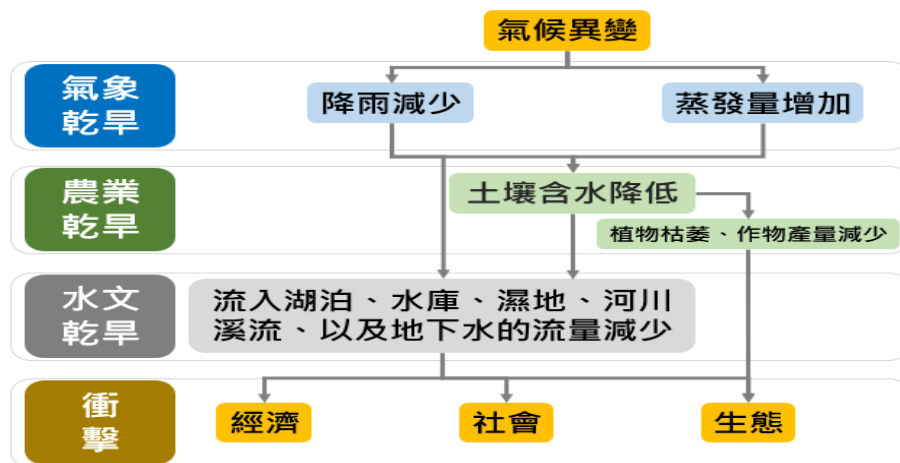 氣候異變
氣象
乾旱
降雨減少
蒸發量增加
農業
乾旱
土壤含水降低
植物枯萎、作物產量減少
水文
乾旱
流入湖泊、水庫、濕地、河川
溪流、以及地下水的流量減少
衝
擊
經濟
社會
生態